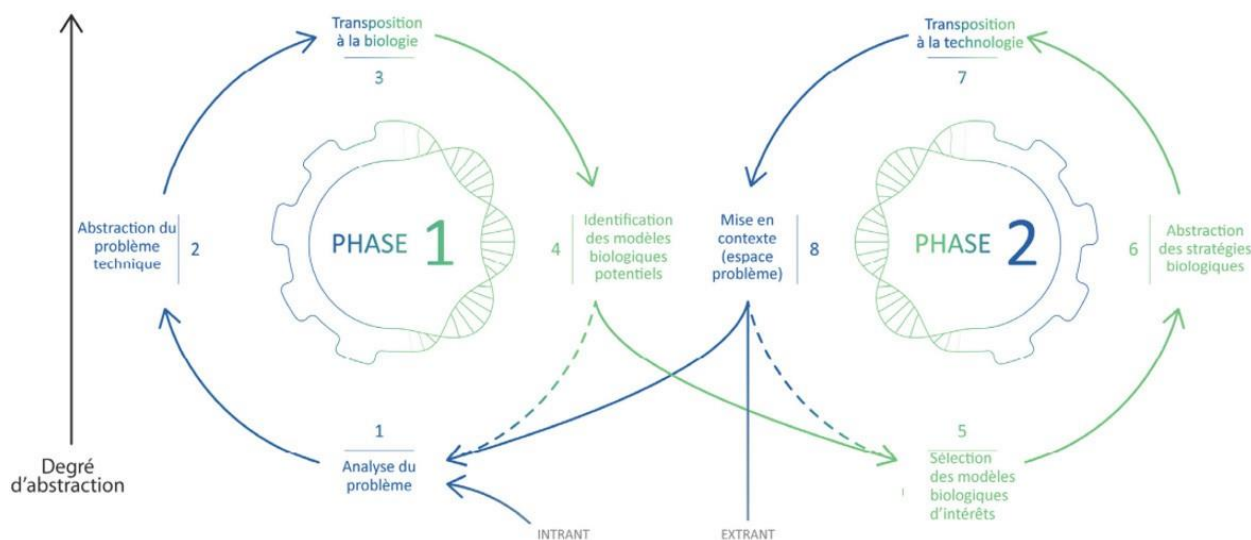 Transposition
à la biologie
3
Transposition
à la technologie
7
Abstraction du
problème
technique
2
PHASE 1
4
Identification
des modèles
biologiques
potentiels
Mise en
contexte
(espace
problème)
8
PHASE 2
6
Abstraction
des stratégies
biologiques
1
Analyse du
problème
5
Sélection
des modèles
biologiques
d'intérêts
Degré
d'abstraction
INTRANT
EXTRANT